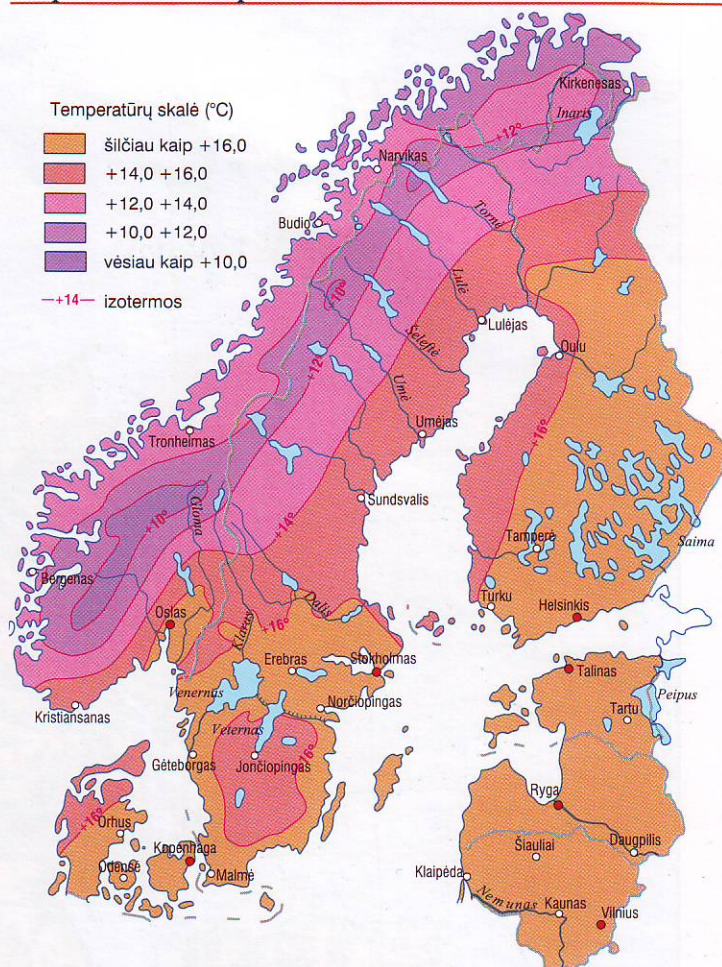 Temperatūrų skalė (°C)
šilčiau kaip +16,0
+14,0 +16,0
+12,0 +14,0
+10,0 +12,0
vėsiau kaip +10,0
—+14— izotermos
Kirkenesas
Inaris
+12°
Narvikas
Tornė
Budio
Lulė
+10°
Lulėjas
Šeleftė
Oulu
+12
Umė
Umėjas
+16°
Tronheimas
Gloma
Sundsvalis
+10°
+14°
Saima
Tamperė
Bergenas
Turku
Helsinkis
Oslas
Dalis
Klaras
+16°
Stokholmas
Erebras
Talinas
Venernas
Peipus
Norčiopingas
Tartu
Kristiansanas
Veternas
Gėteborgas
Jončiopingas
+16°
Ryga
+16°
Orhus
Daugpilis
Kopenhaga
Šiauliai
Odensė
Malmė
Klaipėda
Nemunas
Kaunas
Vilnius